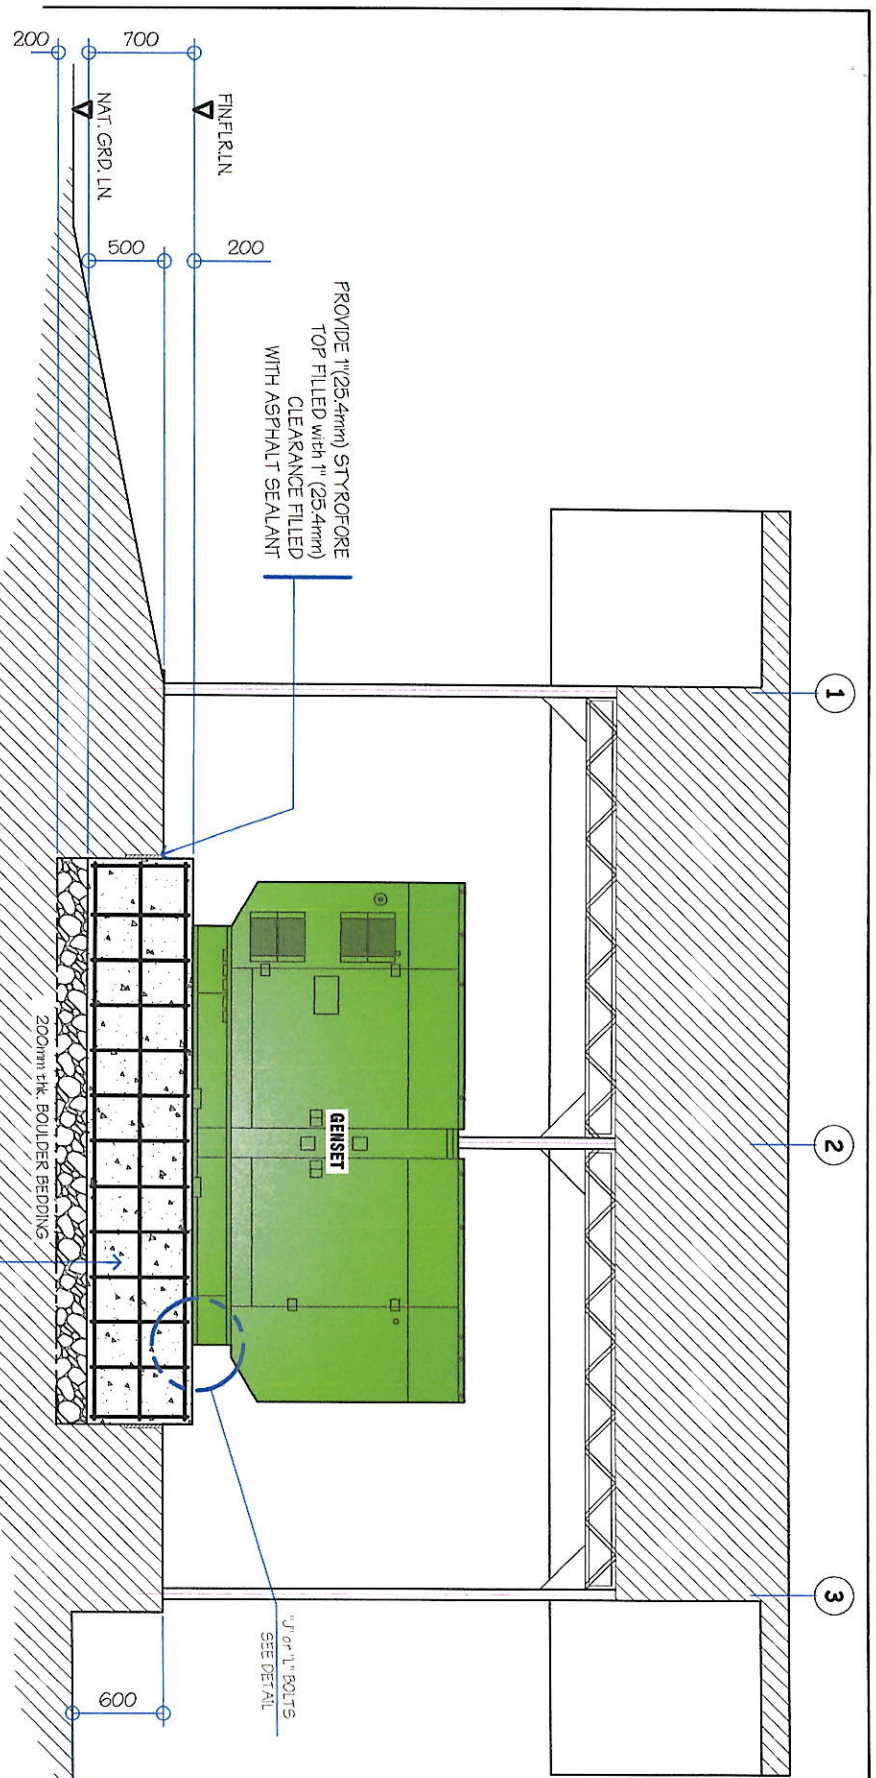 200
700
NAT. GRD. LN.
FIN.FLR.LN.
500
200
PROVIDE 1"(25.4mm) STYROFORE
TOP FILLED with 1" (25.4mm)
CLEARANCE FILLED
WITH ASPHALT SEALANT
1
2
3
GENSET
200mm thk. BOULDER BEDDING
"J" or "L" BOLTS
SEE DETAIL
600